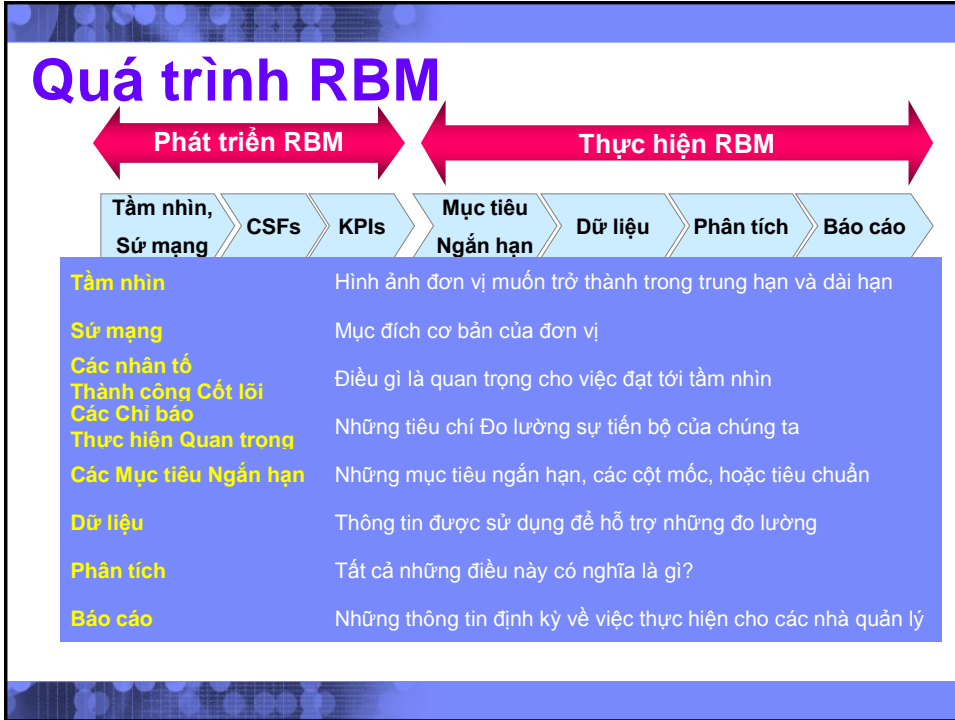 Quá trình RBM
Phát triển RBM
Thực hiện RBM
Tầm nhìn,
Sứ mạng
CSFs
KPIs
Mục tiêu
Ngắn hạn
Dữ liệu
Phân tích
Báo cáo
Tầm nhìn
Hình ảnh đơn vị muốn trở thành trong trung hạn và dài hạn
Sứ mạng
Mục đích cơ bản của đơn vị
Các nhân tố
Thành công Cốt lõi
Điều gì là quan trọng cho việc đạt tới tầm nhìn
Các Chỉ báo
Thực hiện Quan trọng
Những tiêu chí Đo lường sự tiến bộ của chúng ta
Các Mục tiêu Ngắn hạn
Những mục tiêu ngắn hạn, các cột mốc, hoặc tiêu chuẩn
Dữ liệu
Thông tin được sử dụng để hỗ trợ những đo lường
Phân tích
Tất cả những điều này có nghĩa là gì?
Báo cáo
Những thông tin định kỳ về việc thực hiện cho các nhà quản lý